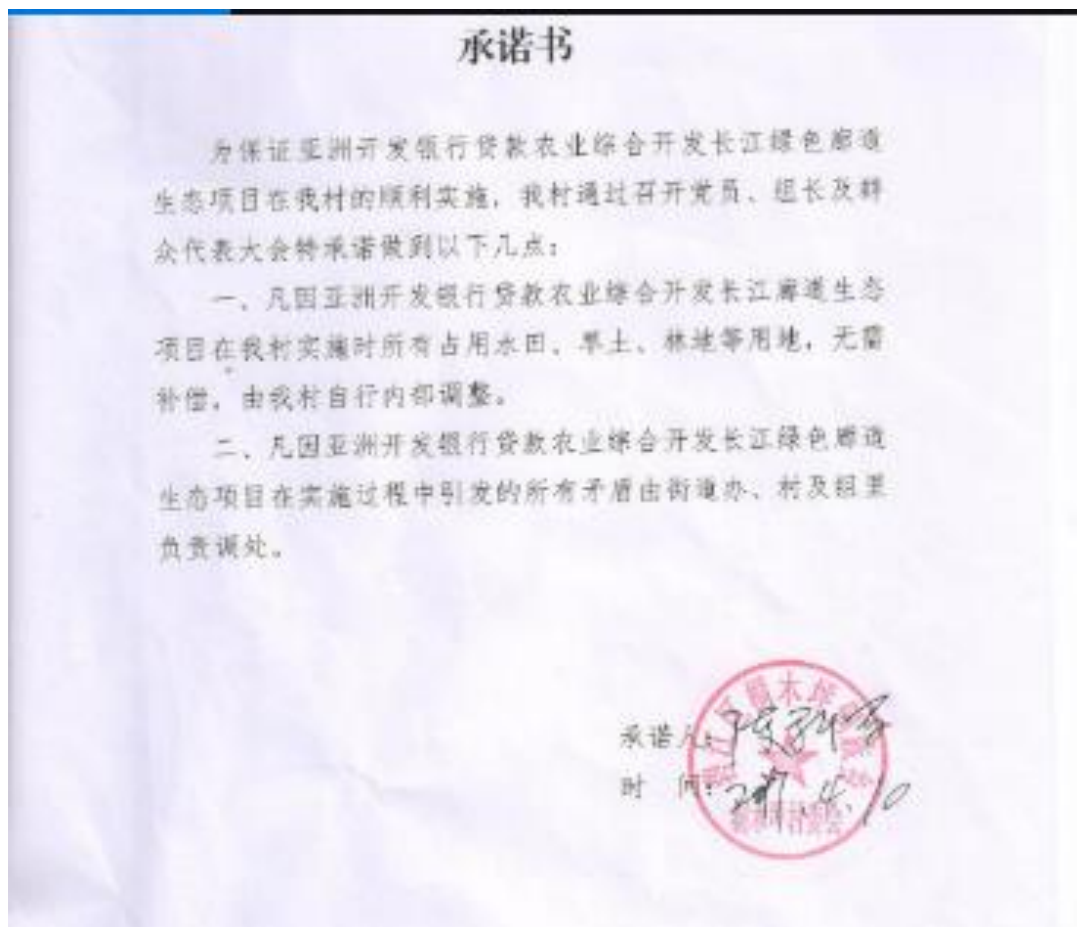 承诺书
为保证亚洲开发银行贷款农业综合开发长江绿色廊道
生态项目在我村的顺利实施，我村通过召开党员、组长及群
众代表大会特承诺做到以下几点：
一、凡因亚洲开发银行贷款农业综合开发长江廊道生态
项目在我村实施时所有占用水田、旱土、林地等用地，无需
补偿，由我村自行内部调整。
二、凡因亚洲开发银行贷款农业综合开发长江绿色廊道
生态项目在实施过程中引发的所有矛盾由街道办、村及组里
负责调处。
承诺人：
时 间：